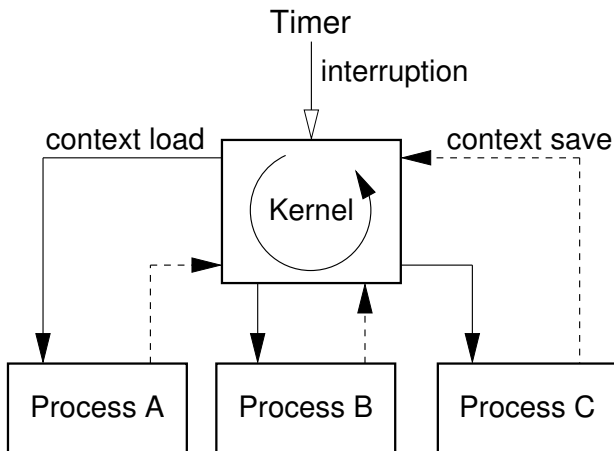 Timer
interruption
context load
context save
Kernel
Process A
Process B
Process C